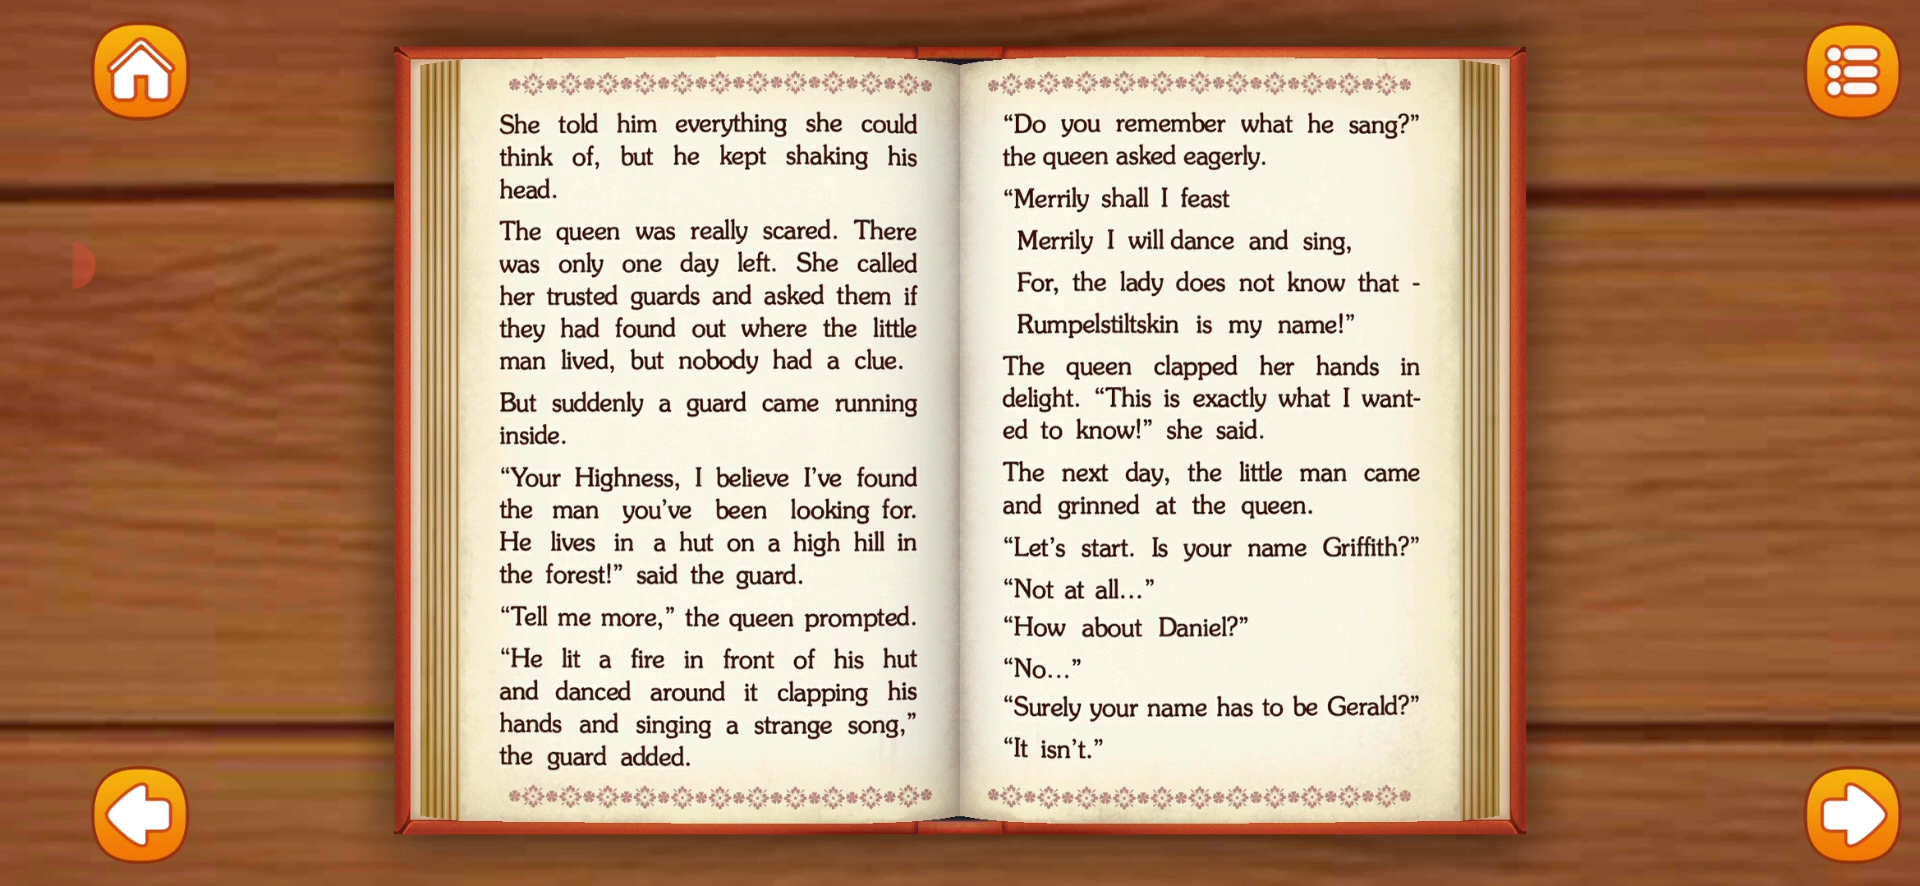 She told him everything she could
think of, but he kept shaking his
head.
The queen was really scared. There
was only one day left. She called
her trusted guards and asked them if
they had found out where the little
man lived, but nobody had a clue.
But suddenly a guard came running
inside.
“Your Highness, I believe I’ve found
the man you’ve been looking for.
He lives in a hut on a high hill in
the forest!” said the guard.
“Tell me more,” the queen prompted.
“He lit a fire in front of his hut
and danced around it clapping his
hands and singing a strange song,”
the guard added.
“Do you remember what he sang?”
the queen asked eagerly.
“Merrily shall I feast
Merrily I will dance and sing,
For, the lady does not know that -
Rumpelstiltskin is my name!”
The queen clapped her hands in
delight. “This is exactly what I want-
ed to know!” she said.
The next day, the little man came
and grinned at the queen.
“Let’s start. Is your name Griffith?”
“Not at all...”
“How about Daniel?”
“No...”
“Surely your name has to be Gerald?”
“It isn’t.”